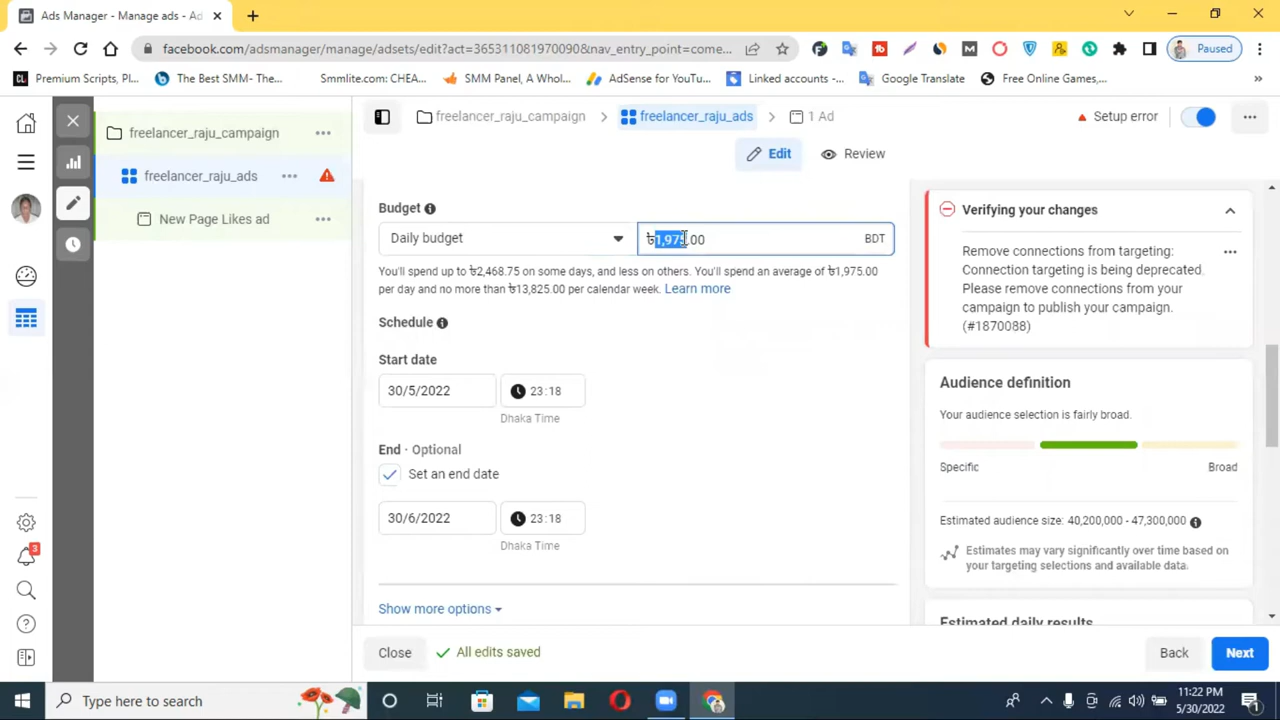 Ads Manager - Manage ads - Ad
facebook.com/adsmanager/manage/adsets/edit?act=365311081970090&nav_entry_point=come...
Paused
Premium Scripts, Pl...
The Best SMM- The...
Smmlite.com: CHEA...
SMM Panel, A Whol...
AdSense for YouTu...
Linked accounts -...
Google Translate
Free Online Games,...
freelancer_raju_campaign
freelancer_raju_ads
New Page Likes ad
freelancer_raju_campaign > freelancer_raju_ads > 1 Ad
Setup error
Edit
Review
Budget
Daily budget
৳1,975.00
BDT
You'll spend up to ৳2,468.75 on some days, and less on others. You'll spend an average of ৳1,975.00
per day and no more than ৳13,825.00 per calendar week. Learn more
Schedule
Start date
30/5/2022
23:18
Dhaka Time
End · Optional
Set an end date
30/6/2022
23:18
Dhaka Time
Show more options
Verifying your changes
Remove connections from targeting:
Connection targeting is being deprecated.
Please remove connections from your
campaign to publish your campaign.
(#1870088)
Audience definition
Your audience selection is fairly broad.
Specific
Broad
Estimated audience size: 40,200,000 - 47,300,000
Estimates may vary significantly over time based on
your targeting selections and available data.
Estimated daily results
Close
All edits saved
Back
Next
3
Type here to search
11:22 PM
5/30/2022
1